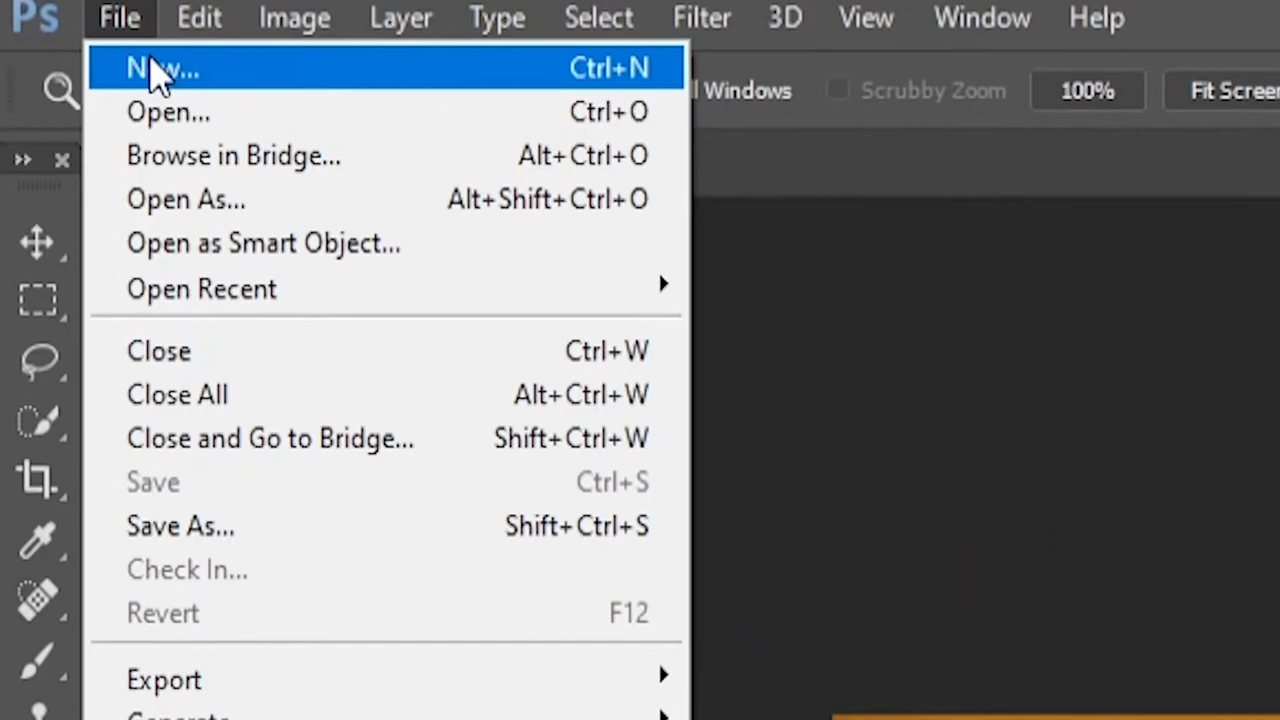 Ps File Edit Image Layer Type Select Filter 3D View Window Help
New... Ctrl+N
Windows Scrubby Zoom 100% Fit Screen
Open... Ctrl+O
Browse in Bridge... Alt+Ctrl+O
Open As... Alt+Shift+Ctrl+O
Open as Smart Object...
Open Recent
Close Ctrl+W
Close All Alt+Ctrl+W
Close and Go to Bridge... Shift+Ctrl+W
Save Ctrl+S
Save As... Shift+Ctrl+S
Check In...
Revert F12
Export
Generate